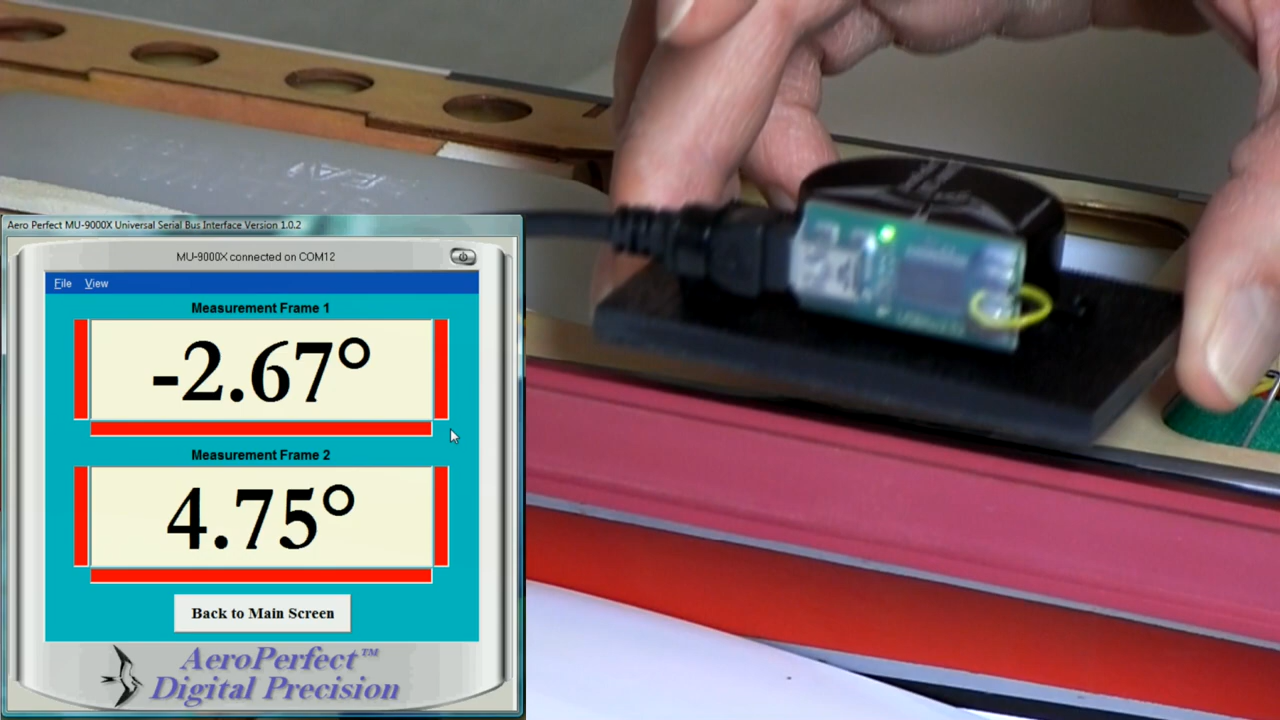 Aero Perfect MU-9000X Universal Serial Bus Interface Version 1.0.2
MU-9000X connected on COM12
File View
Measurement Frame 1
-2.67°
Measurement Frame 2
4.75°
Back to Main Screen
AeroPerfect™
Digital Precision